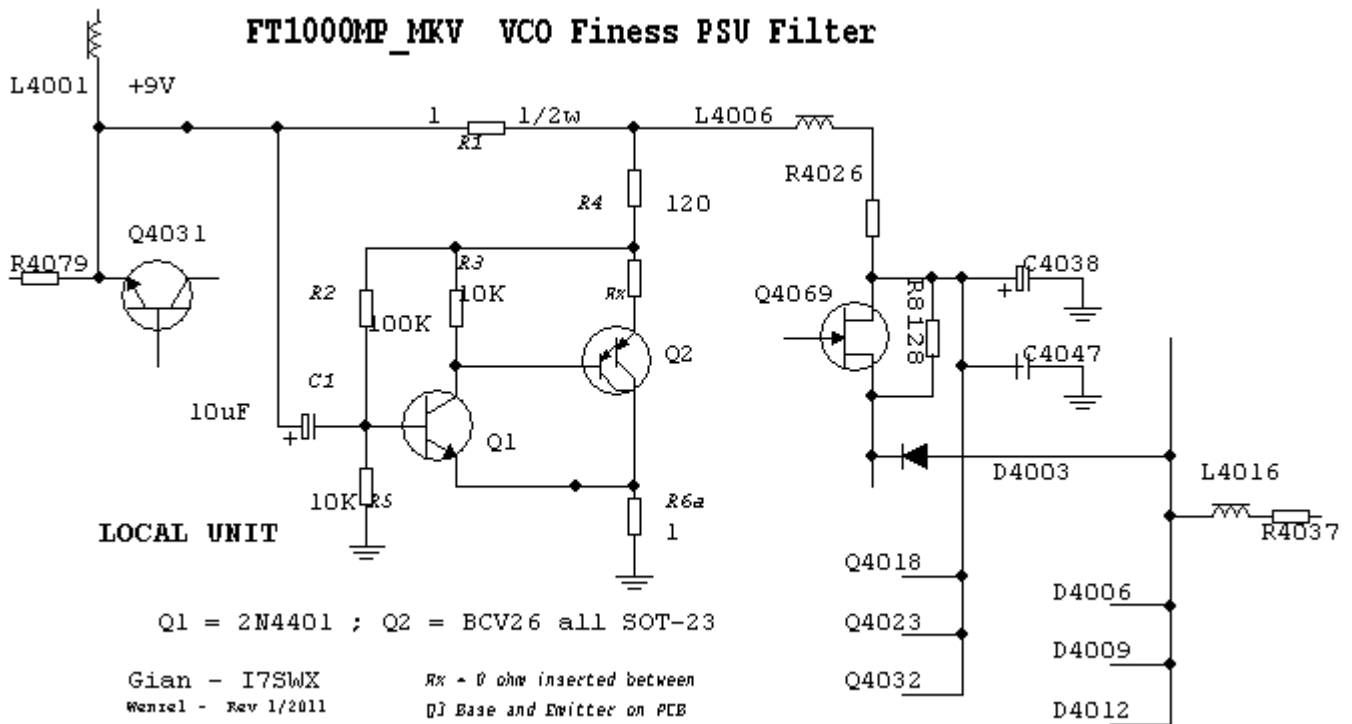 FT1000MP_MKV VCO Finess PSU Filter
L4001 +9V
1 1/2w
R1
L4006
R4026
R4
120
Q4031
R4079
R2
100K
R3
10K
Rx
Q2
Q4069
R8128
C4038
+
C4047
C1
10uF
+
Q1
D4003
L4016
R4037
10K R5
R6a
1
LOCAL UNIT
Q4018
Q4023
Q4032
D4006
D4009
D4012
Q1 = 2N4401 ; Q2 = BCV26 all SOT-23
Gian - I7SWX
Wenzel - Rev 1/2011
Rx = 0 ohm inserted between
Q3 Base and Emitter on PCB